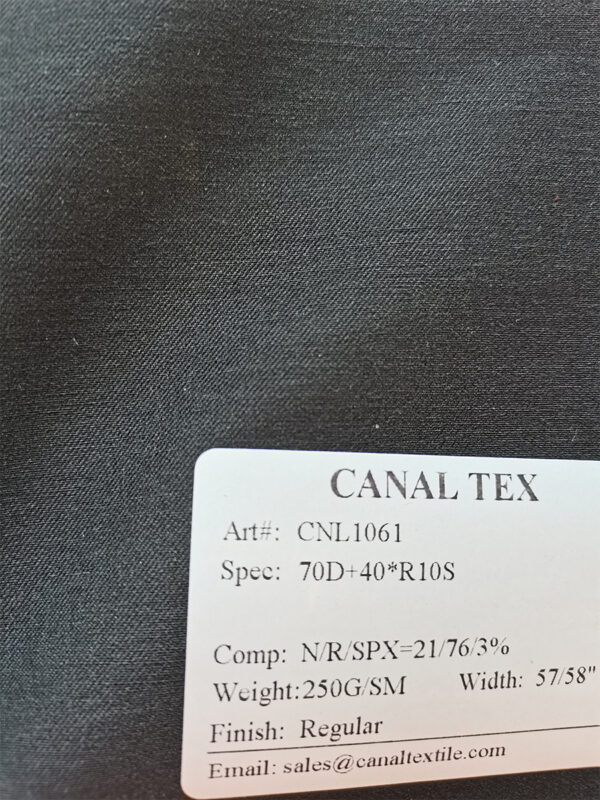 CANAL TEX
Art#: CNL1061
Spec: 70D+40*R10S
Comp: N/R/SPX=21/76/3%
Weight:250G/SM Width: 57/58"
Finish: Regular
Email: sales@canaltextile.com